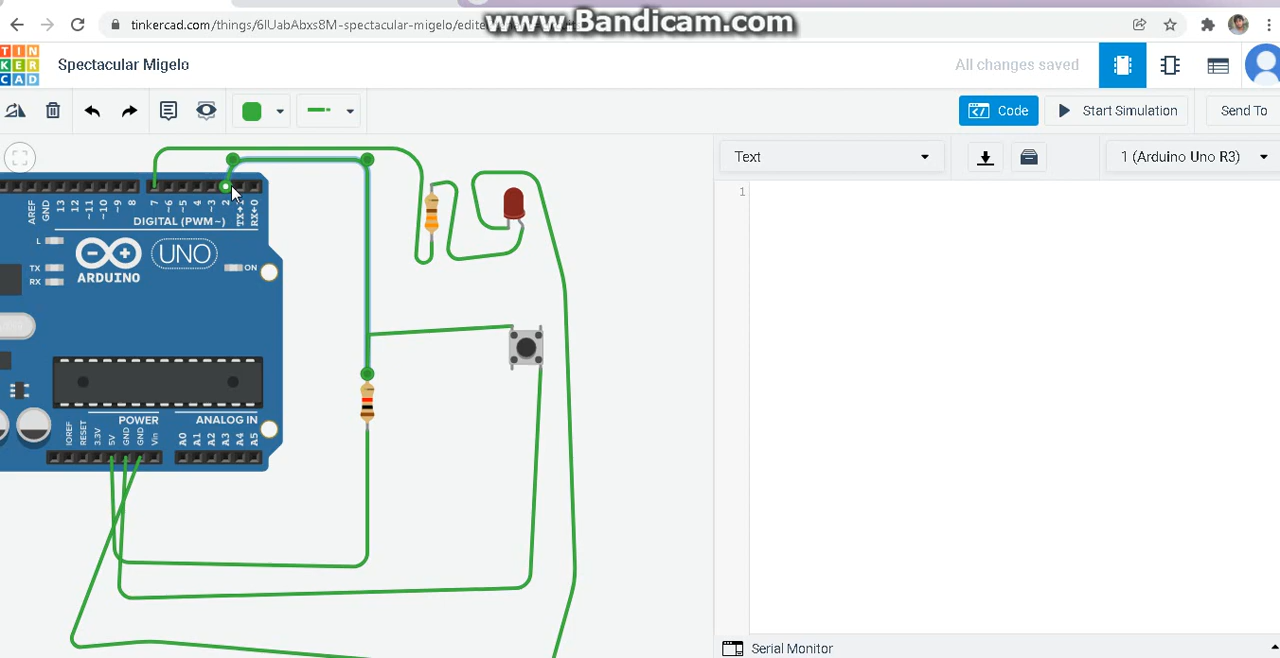 tinkercad.com/things/6lUabAbxs8M-spectacular-migelo/edite
www.Bandicam.com
TIN
KER
CAD
Spectacular Migelo
All changes saved
Code
Start Simulation
Send To
Text
1 (Arduino Uno R3)
1
AREF
GND
13
12
~11
~10
~9
8
7
~6
~5
4
~3
2
TX→1
RX←0
DIGITAL (PWM~)
L
TX
RX
ARDUINO
UNO
ON
POWER
ANALOG IN
IOREF
RESET
3.3V
5V
GND
GND
Vin
A0
A1
A2
A3
A4
A5
Serial Monitor